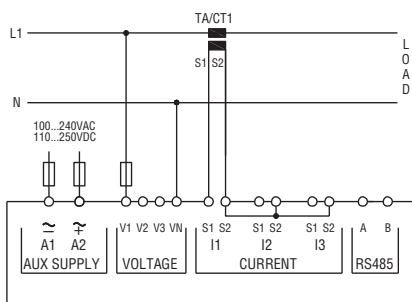 TA/CT1
L1
S1 S2
LOAD
N
100...240VAC
110...250VDC
V1 V2 V3 VN S1 S2 S1 S2 S1 S2 A B
A1 A2 I1 I2 I3
AUX SUPPLY VOLTAGE CURRENT RS485